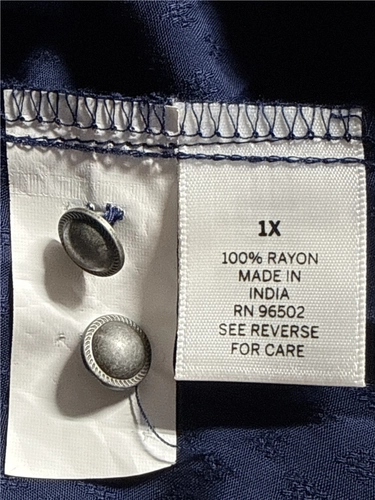 1X
100% RAYON
MADE IN
INDIA
RN 96502
SEE REVERSE
FOR CARE